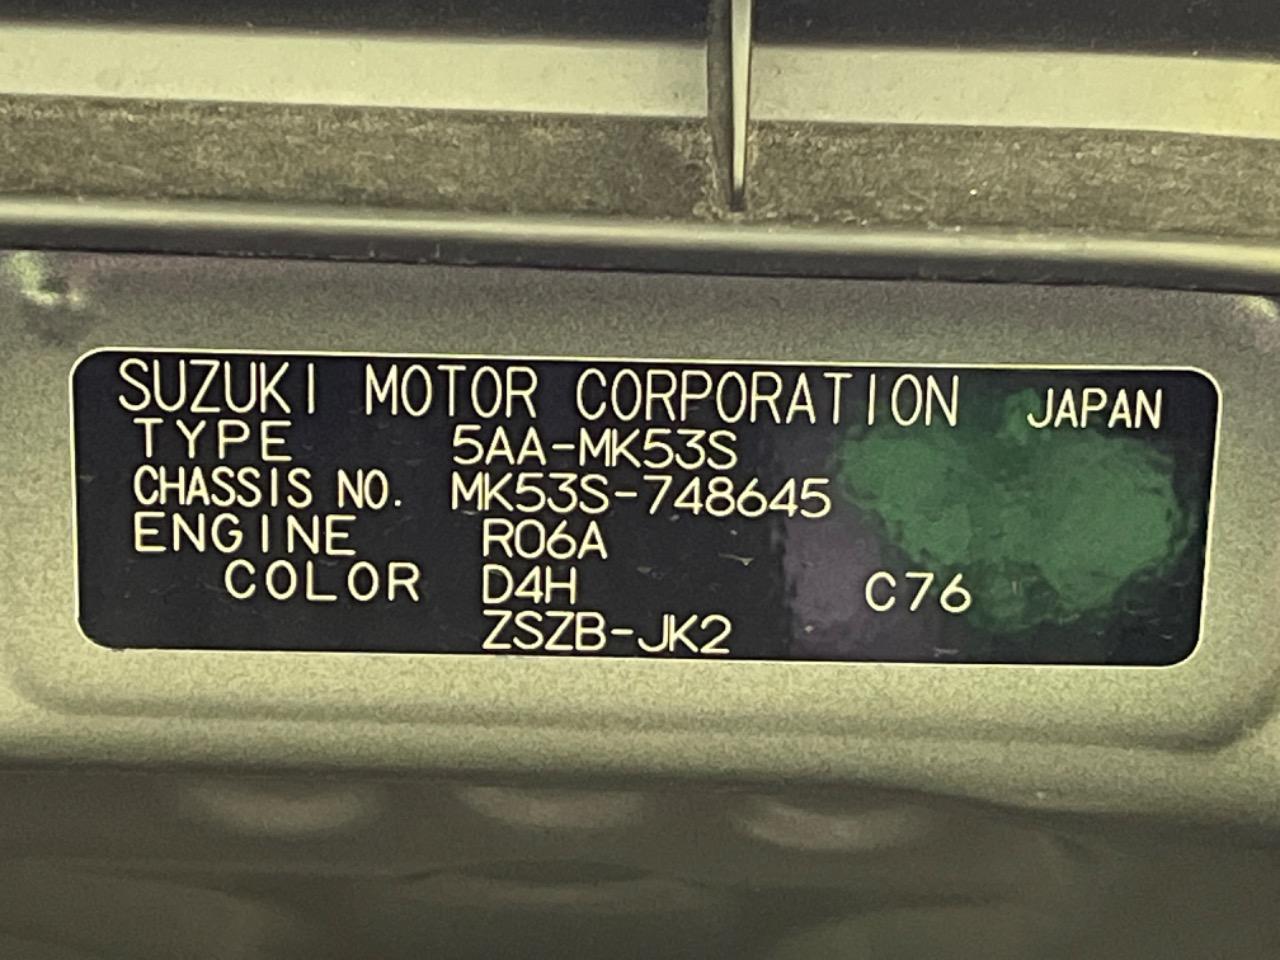 SUZUKI MOTOR CORPORATION JAPAN
TYPE 5AA-MK53S
CHASSIS NO. MK53S-748645
ENGINE R06A
COLOR D4H C76
ZSZB-JK2